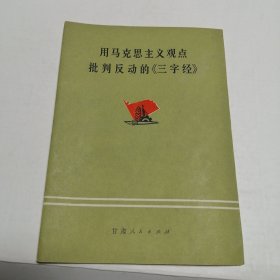 用马克思主义观点
批判反动的《三字经》
甘肃人民出版社